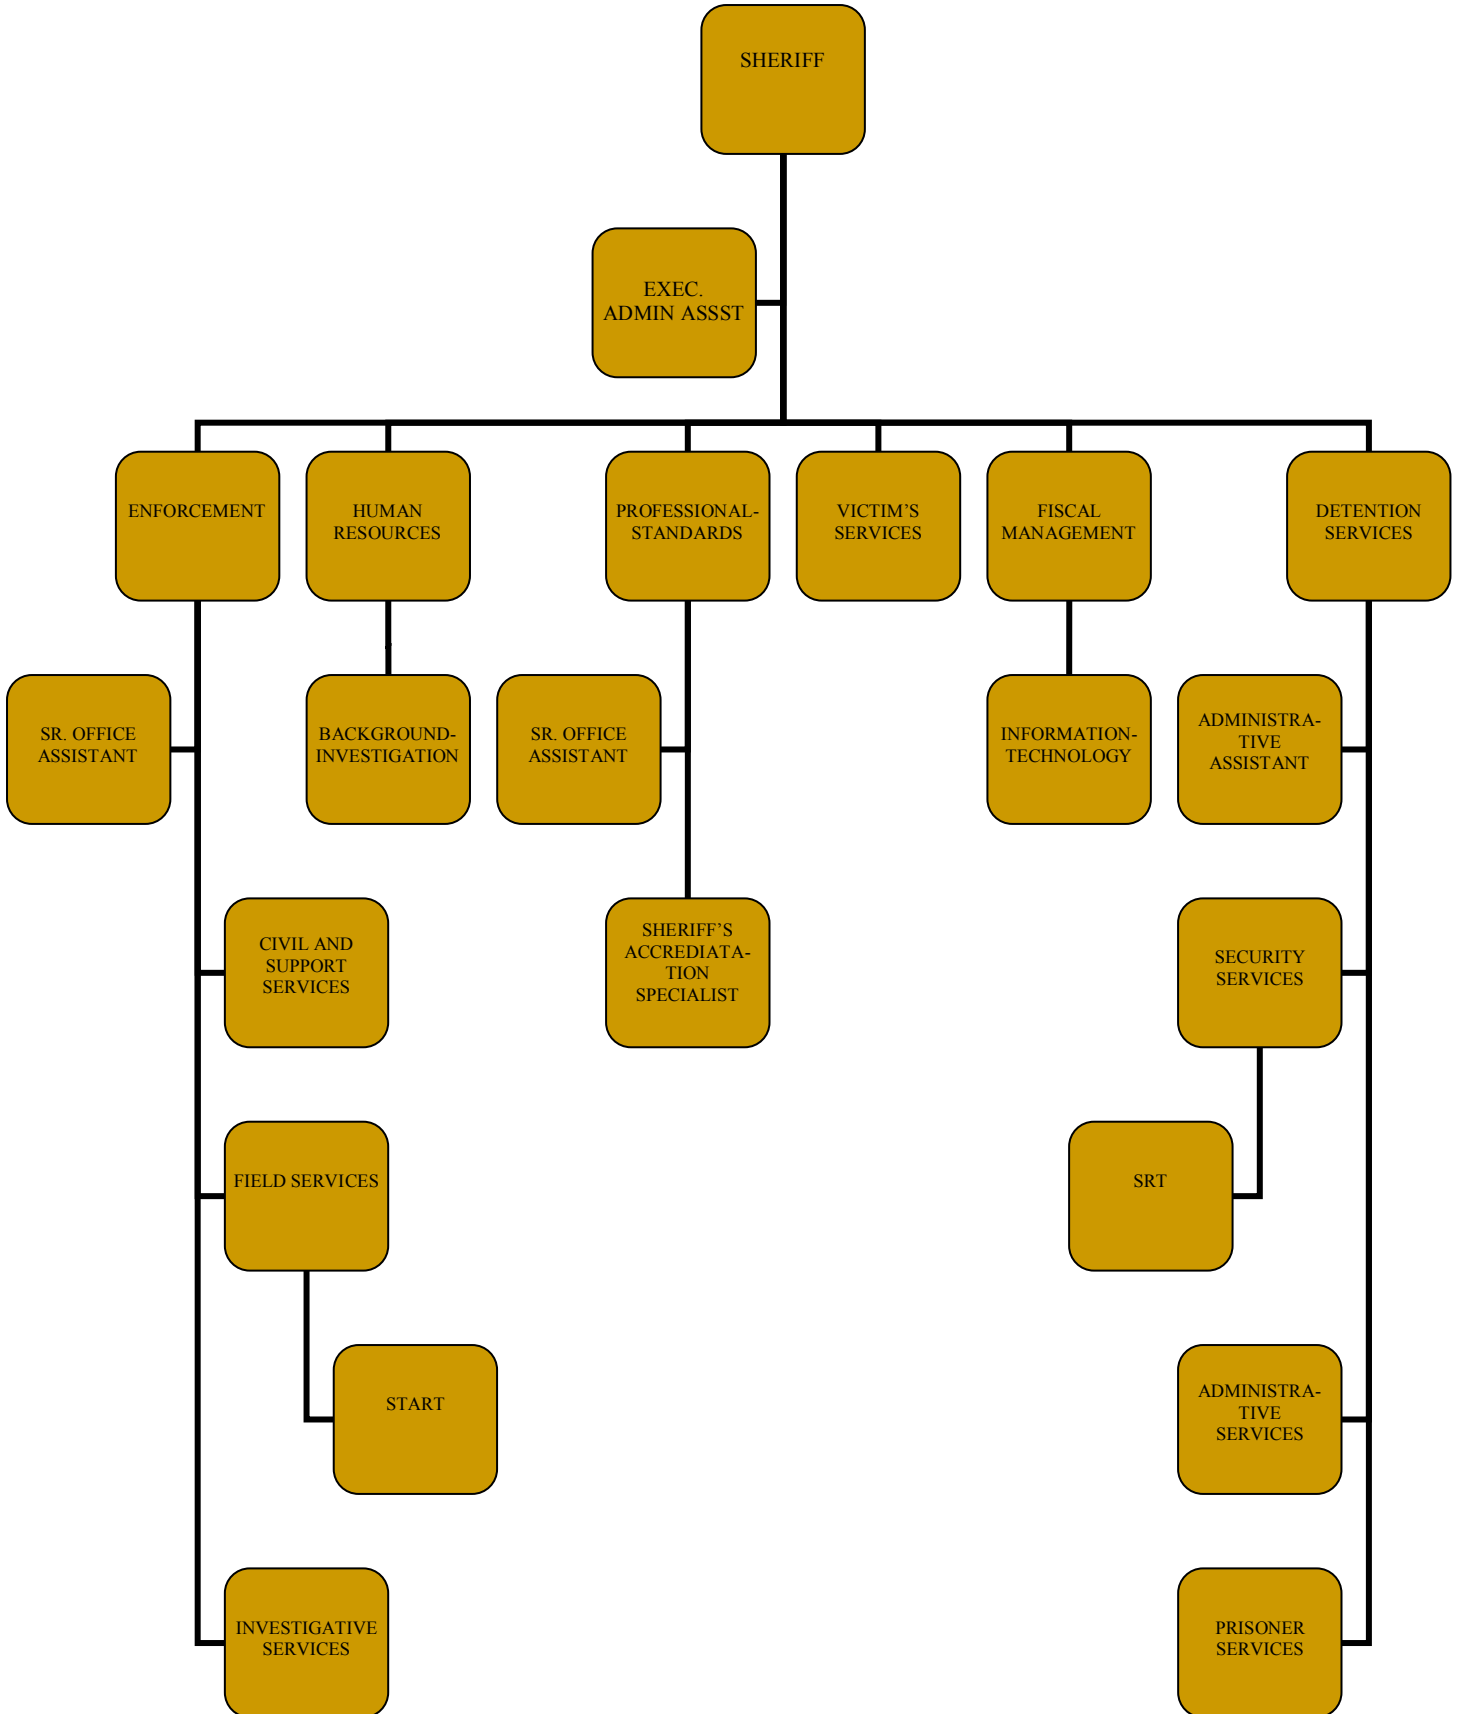 SHERIFF
EXEC.
ADMIN ASSST
ENFORCEMENT
HUMAN
RESOURCES
PROFESSIONAL-
STANDARDS
VICTIM’S
SERVICES
FISCAL
MANAGEMENT
DETENTION
SERVICES
SR. OFFICE
ASSISTANT
BACKGROUND-
INVESTIGATION
SR. OFFICE
ASSISTANT
INFORMATION-
TECHNOLOGY
ADMINISTRA-
TIVE
ASSISTANT
CIVIL AND
SUPPORT
SERVICES
SHERIFF’S
ACCREDIATA-
TION
SPECIALIST
SECURITY
SERVICES
FIELD SERVICES
SRT
START
ADMINISTRA-
TIVE
SERVICES
INVESTIGATIVE
SERVICES
PRISONER
SERVICES